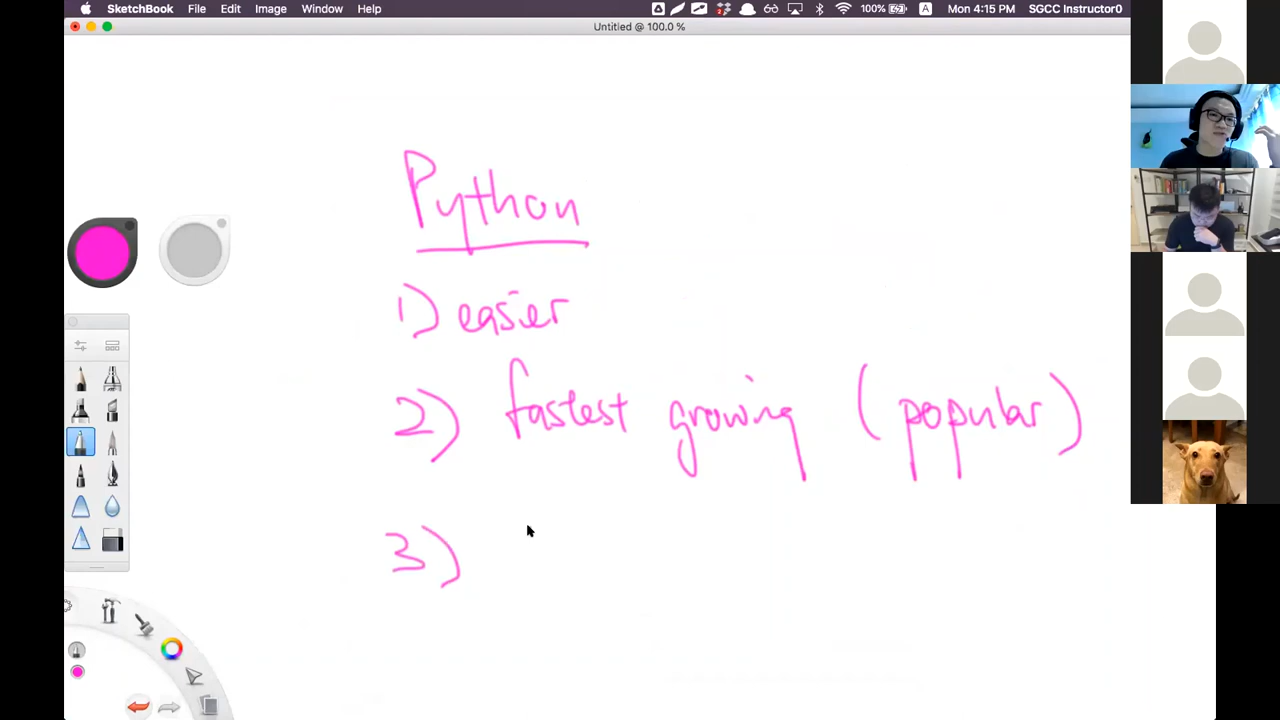 SketchBook File Edit Image Window Help 100% A Mon 4:15 PM SGCC Instructor0
Untitled @ 100.0 %
Python
1) easier
2) fastest growing (popular)
3)